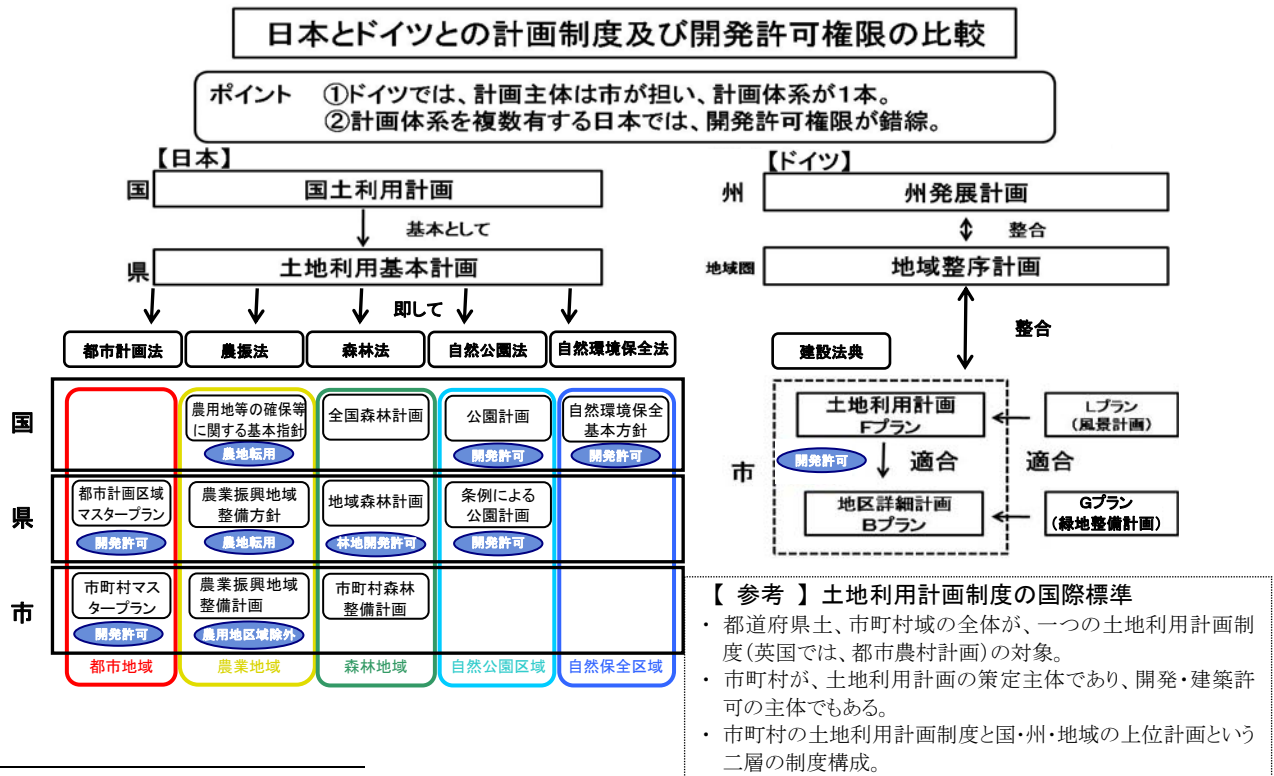 日本とドイツとの計画制度及び開発許可権限の比較
ポイント　①ドイツでは、計画主体は市が担い、計画体系が1本。
②計画体系を複数有する日本では、開発許可権限が錯綜。
【日本】
国
国土利用計画
基本として
県
土地利用基本計画
即して
都市計画法
農振法
森林法
自然公園法
自然環境保全法
国
農用地等の確保等
に関する基本指針
農地転用
全国森林計画
公園計画
開発許可
自然環境保全
基本方針
開発許可
県
都市計画区域
マスタープラン
開発許可
農業振興地域
整備方針
農地転用
地域森林計画
林地開発許可
条例による
公園計画
開発許可
市
市町村マス
タープラン
開発許可
農業振興地域
整備計画
農用地区域除外
市町村森林
整備計画
都市地域
農業地域
森林地域
自然公園区域
自然保全区域
【ドイツ】
州
州発展計画
整合
地域圏
地域整序計画
整合
建設法典
市
土地利用計画
Fプラン
開発許可
適合
地区詳細計画
Bプラン
Lプラン
(風景計画)
適合
Gプラン
(緑地整備計画)
【 参考 】土地利用計画制度の国際標準
・ 都道府県土、市町村域の全体が、一つの土地利用計画制
度(英国では、都市農村計画)の対象。
・ 市町村が、土地利用計画の策定主体であり、開発・建築許
可の主体でもある。
・ 市町村の土地利用計画制度と国・州・地域の上位計画という
二層の制度構成。